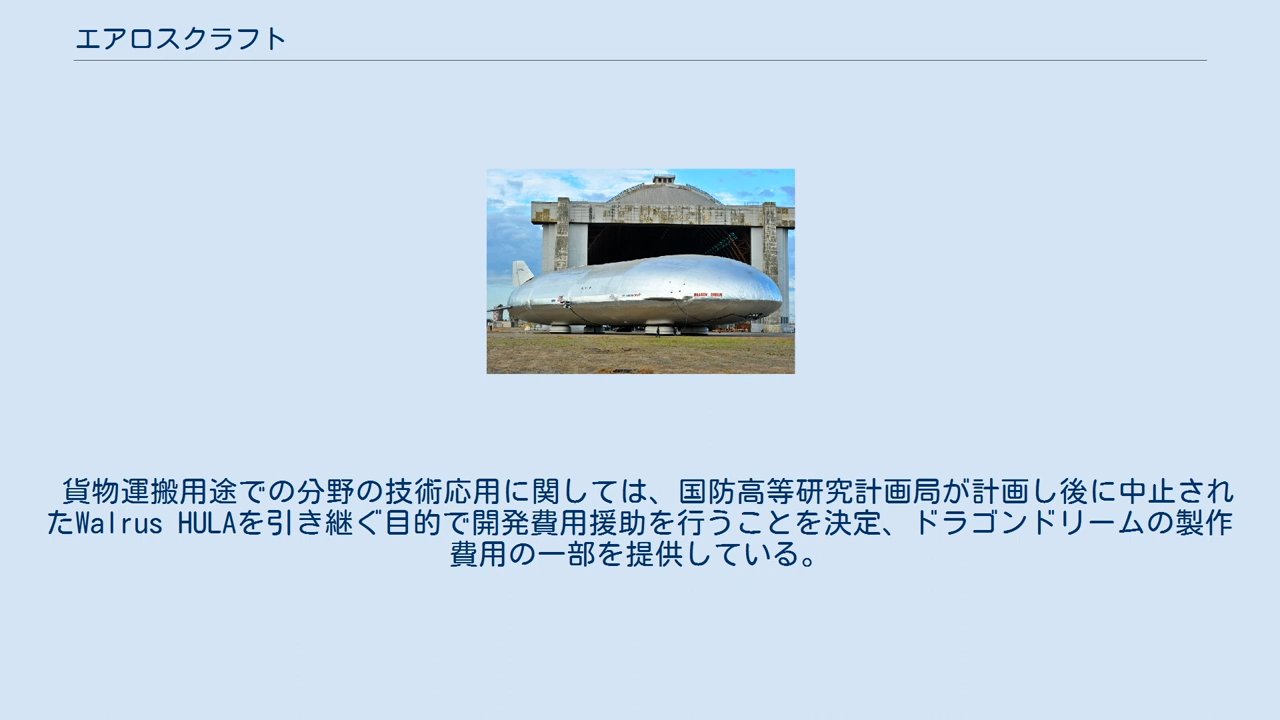 エアロスクラフト
貨物運搬用途での分野の技術応用に関しては、国防高等研究計画局が計画し後に中止され
たWalrus HULAを引き継ぐ目的で開発費用援助を行うことを決定、ドラゴンドリームの製作
費用の一部を提供している。